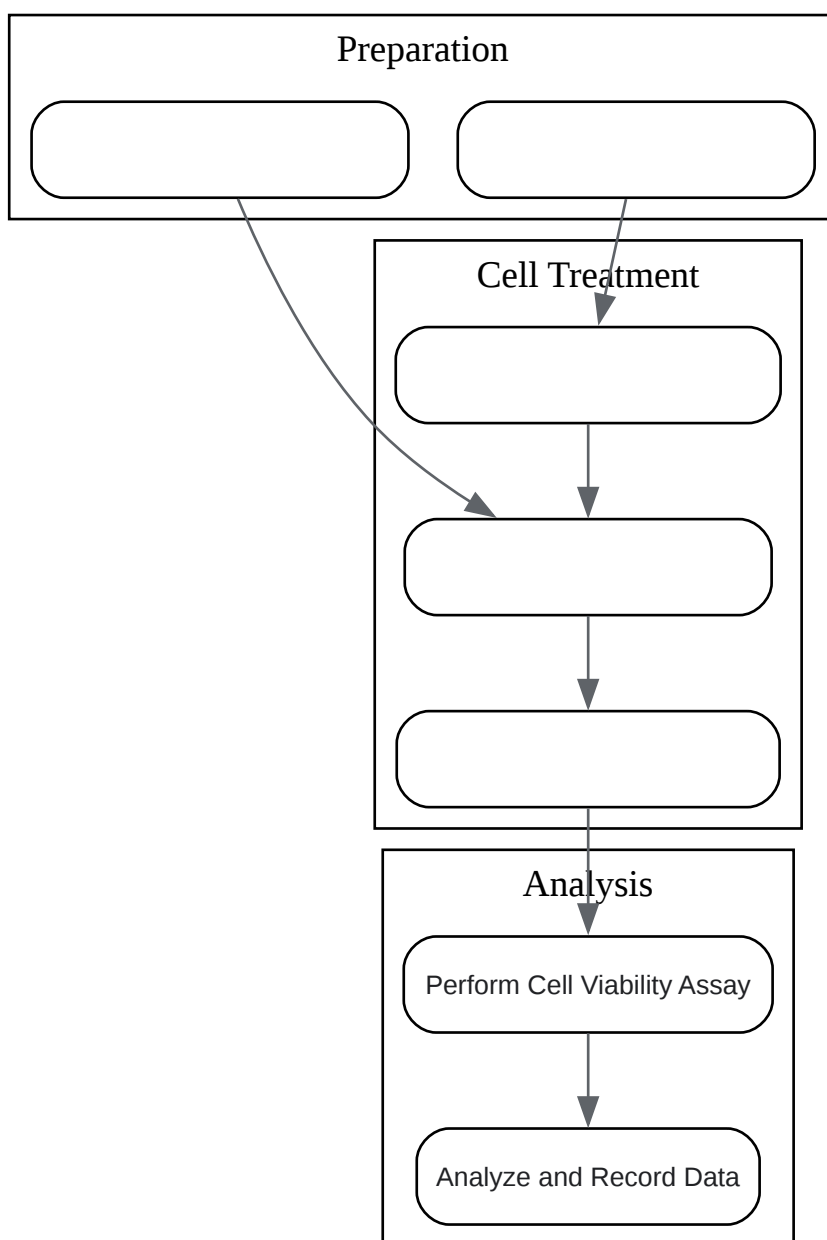 Preparation
Cell Treatment
Analysis
Perform Cell Viability Assay
Analyze and Record Data